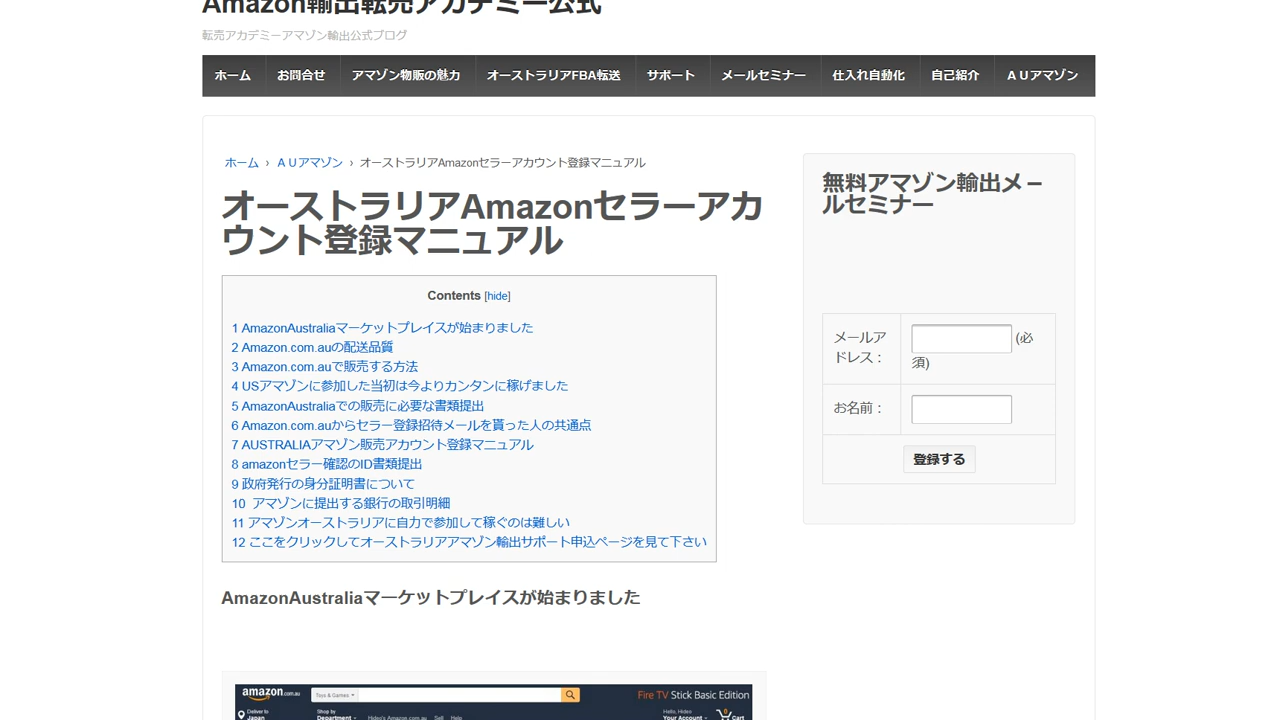 Amazon輸出転売アカデミー公式
転売アカデミーアマゾン輸出公式ブログ
ホーム お問合せ アマゾン物販の魅力 オーストラリアFBA転送 サポート メールセミナー 仕入れ自動化 自己紹介 ＡＵアマゾン
ホーム › ＡＵアマゾン › オーストラリアAmazonセラーアカウント登録マニュアル
オーストラリアAmazonセラーアカ
ウント登録マニュアル
Contents [hide]
1 AmazonAustraliaマーケットプレイスが始まりました
2 Amazon.com.auの配送品質
3 Amazon.com.auで販売する方法
4 USアマゾンに参加した当初は今よりカンタンに稼げました
5 AmazonAustraliaでの販売に必要な書類提出
6 Amazon.com.auからセラー登録招待メールを貰った人の共通点
7 AUSTRALIAアマゾン販売アカウント登録マニュアル
8 amazonセラー確認のID書類提出
9 政府発行の身分証明書について
10 アマゾンに提出する銀行の取引明細
11 アマゾンオーストラリアに自力で参加して稼ぐのは難しい
12 ここをクリックしてオーストラリアアマゾン輸出サポート申込ページを見て下さい
AmazonAustraliaマーケットプレイスが始まりました
amazon.com.au Toys & Games Fire TV Stick Basic Edition
Deliver to Shop by Hello, Hideo 0
Japan Department Hideo's Amazon.com.au Sell Help Your Account Cart
無料アマゾン輸出メー
ルセミナー
メールア
ドレス：
(必
須)
お名前：
登録する